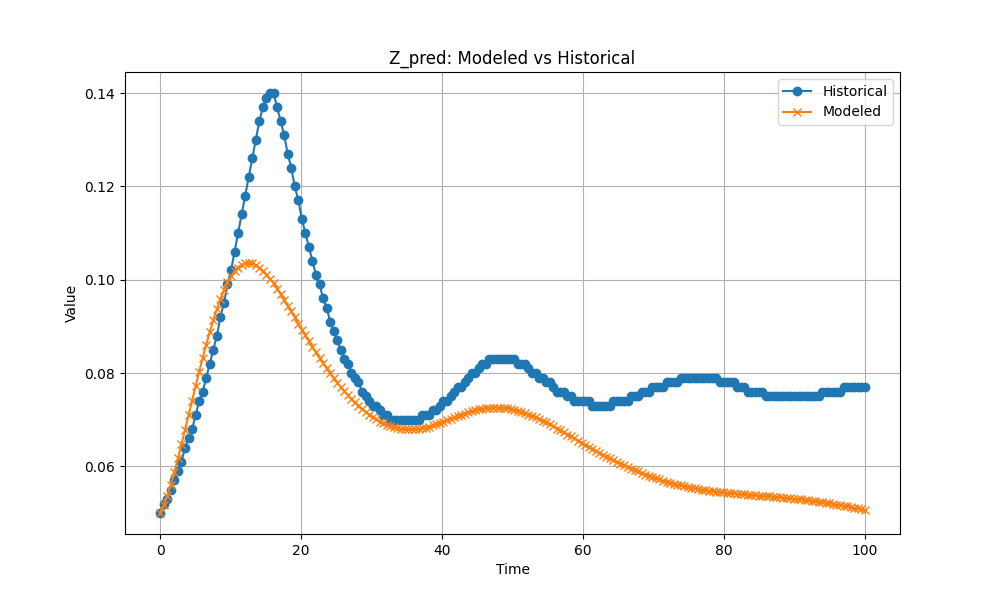 Z_pred: Modeled vs Historical
Historical
Modeled
Value
0.14
0.12
0.10
0.08
0.06
0
20
40
60
80
100
Time